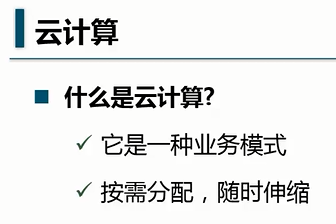 云计算
什么是云计算?
它是一种业务模式
按需分配，随时伸缩